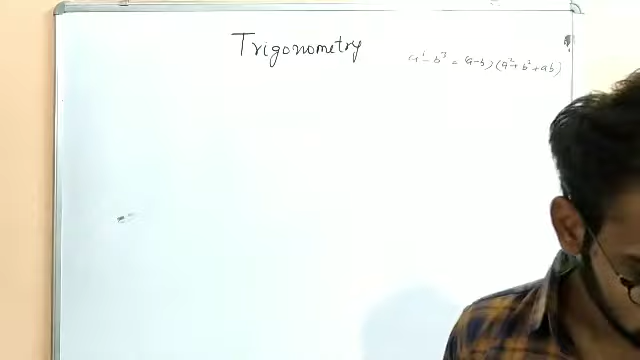 Trigonometry
a³ - b³ = (a-b) (a² + b² + ab)